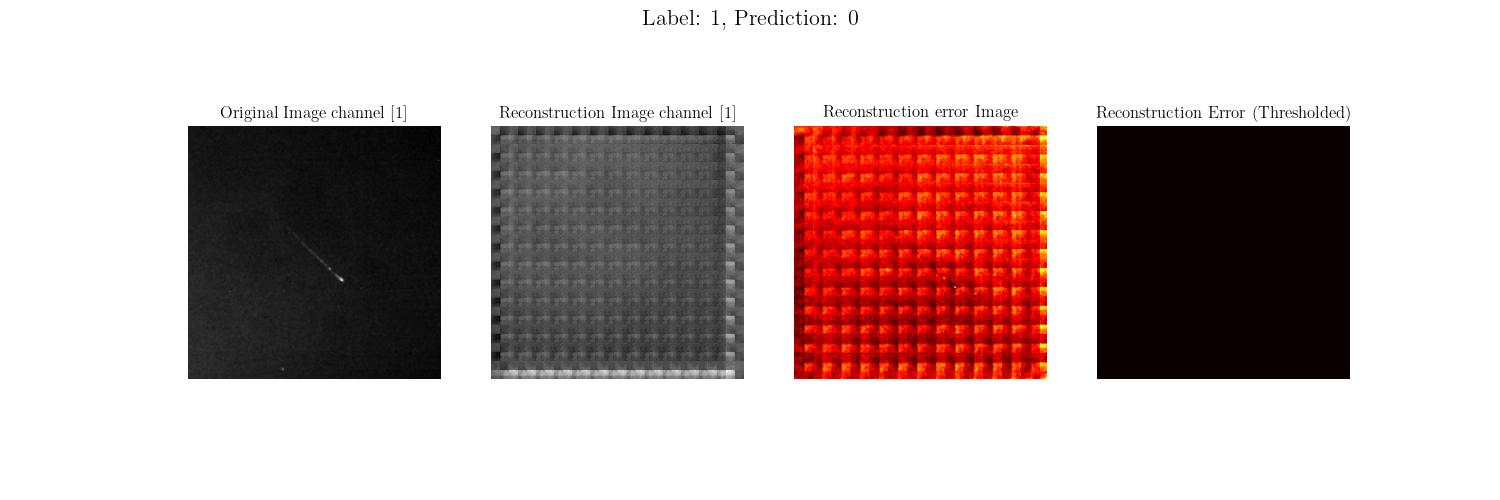 Label: 1, Prediction: 0
Original Image channel [1]
Reconstruction Image channel [1]
Reconstruction error Image
Reconstruction Error (Thresholded)